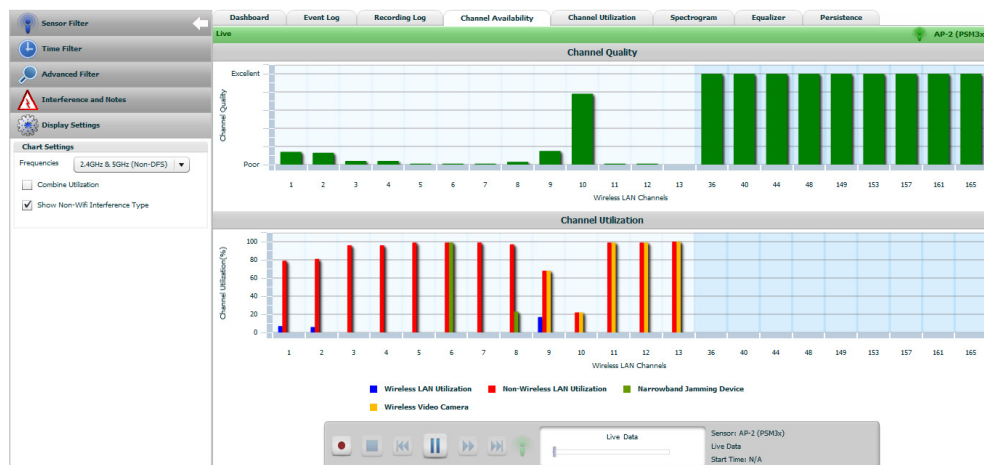 Dashboard Event Log Recording Log Channel Availability Channel Utilization Spectrogram Equalizer Persistence
Sensor Filter
Live AP-2 (PSM3x
Time Filter
Advanced Filter
Interference and Notes
Display Settings
Chart Settings
Frequencies 2.4GHz & 5GHz (Non-DFS)
Combine Utilization
Show Non-Wifi Interference Type
Channel Quality
Channel Quality
Excellent
Poor
1 2 3 4 5 6 7 8 9 10 11 12 13 36 40 44 48 149 153 157 161 165
Wireless LAN Channels
Channel Utilization
Channel Utilization(%)
100
80
60
40
20
0
1 2 3 4 5 6 7 8 9 10 11 12 13 36 40 44 48 149 153 157 161 165
Wireless LAN Channels
Wireless LAN Utilization Non-Wireless LAN Utilization Narrowband Jamming Device
Wireless Video Camera
Live Data
Sensor: AP-2 (PSM3x)
Live Data
Start Time: N/A